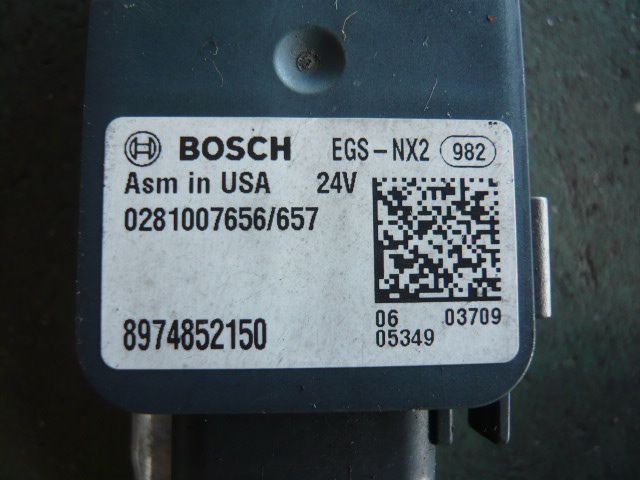 BOSCH EGS-NX2 982
Asm in USA 24V
0281007656/657
8974852150
06 03709
05349